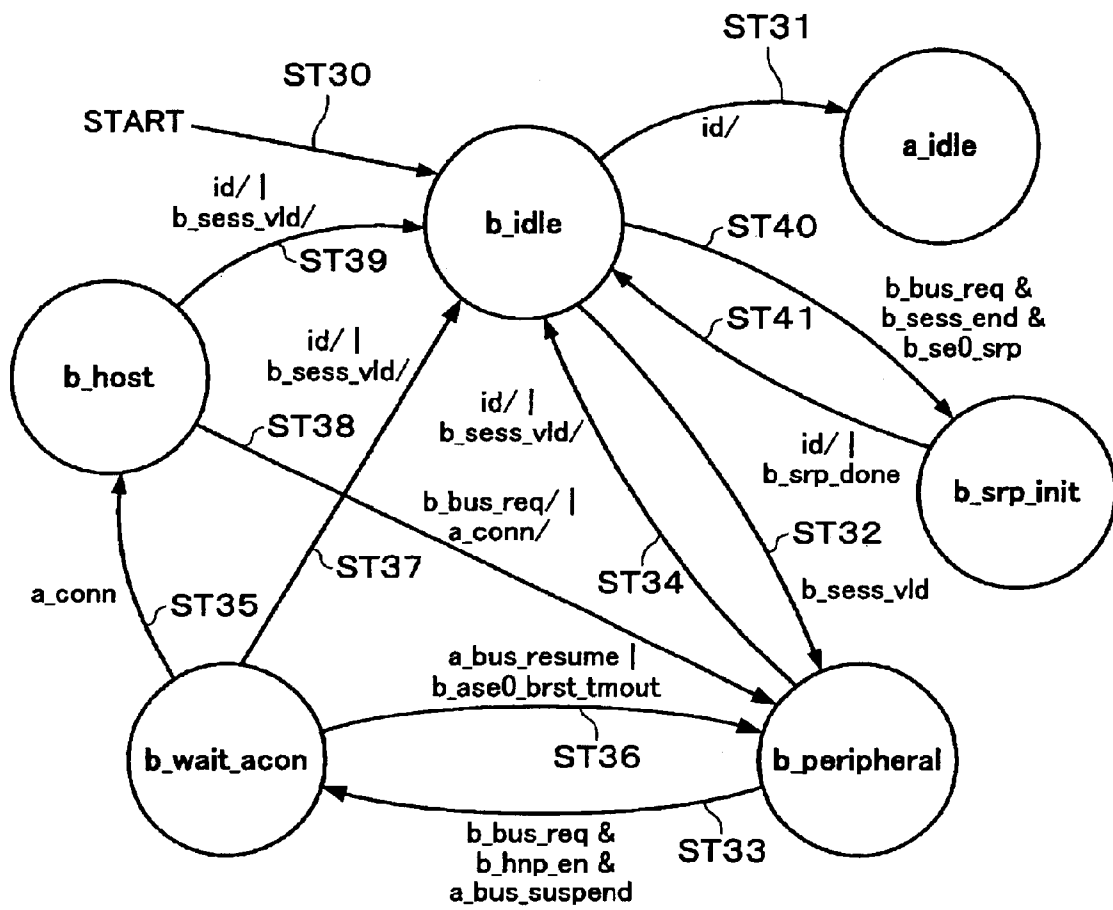 ST31
ST30
START
id/
a_idle
id/ |
b_sess_vld/
b_idle
ST40
ST39
b_bus_req &
b_sess_end &
b_se0_srp
ST41
id/ |
b_sess_vld/
b_host
id/ |
b_sess_vld/
ST38
id/ |
b_srp_done
b_srp_init
b_bus_req/ |
a_conn/
ST32
ST37
ST34
b_sess_vld
a_conn
ST35
a_bus_resume |
b_ase0_brst_tmout
b_wait_acon
ST36
b_peripheral
b_bus_req &
b_hnp_en &
a_bus_suspend
ST33